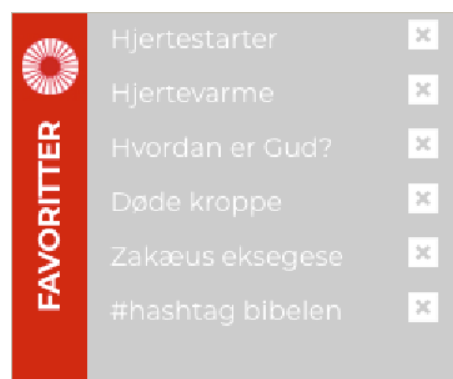 FAVORITTER
Hjertestarter
Hjertevarme
Hvordan er Gud?
Døde kroppe
Zakæus eksegese
#hashtag bibelen